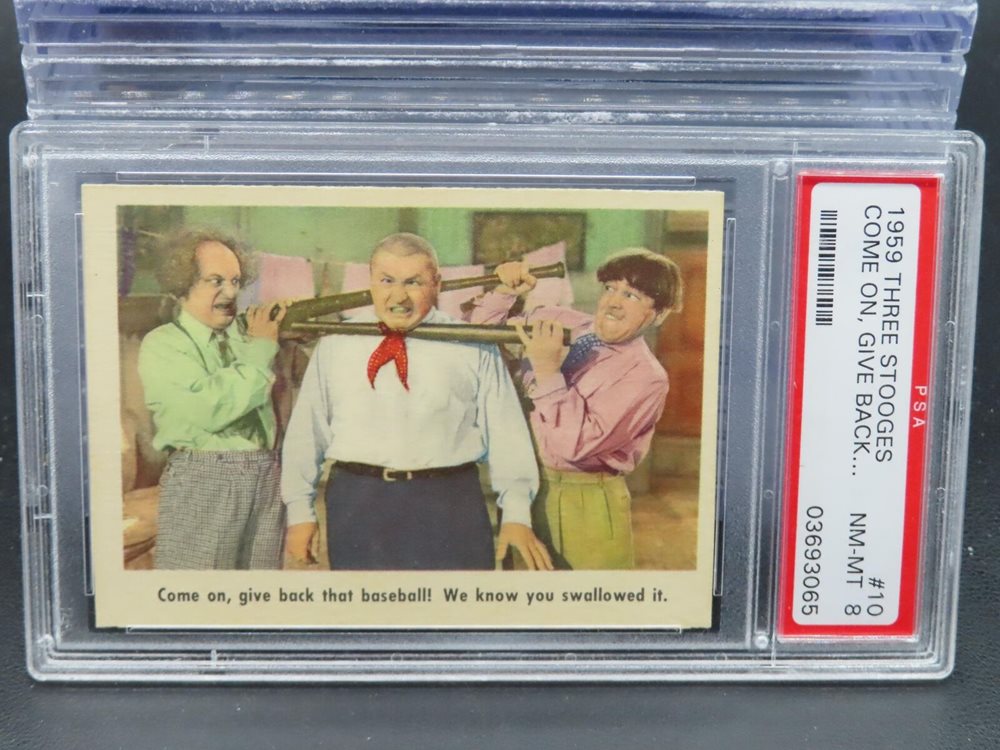 Come on, give back that baseball! We know you swallowed it.
PSA
1959 THREE STOOGES #10
COME ON, GIVE BACK... NM-MT 8
03693065